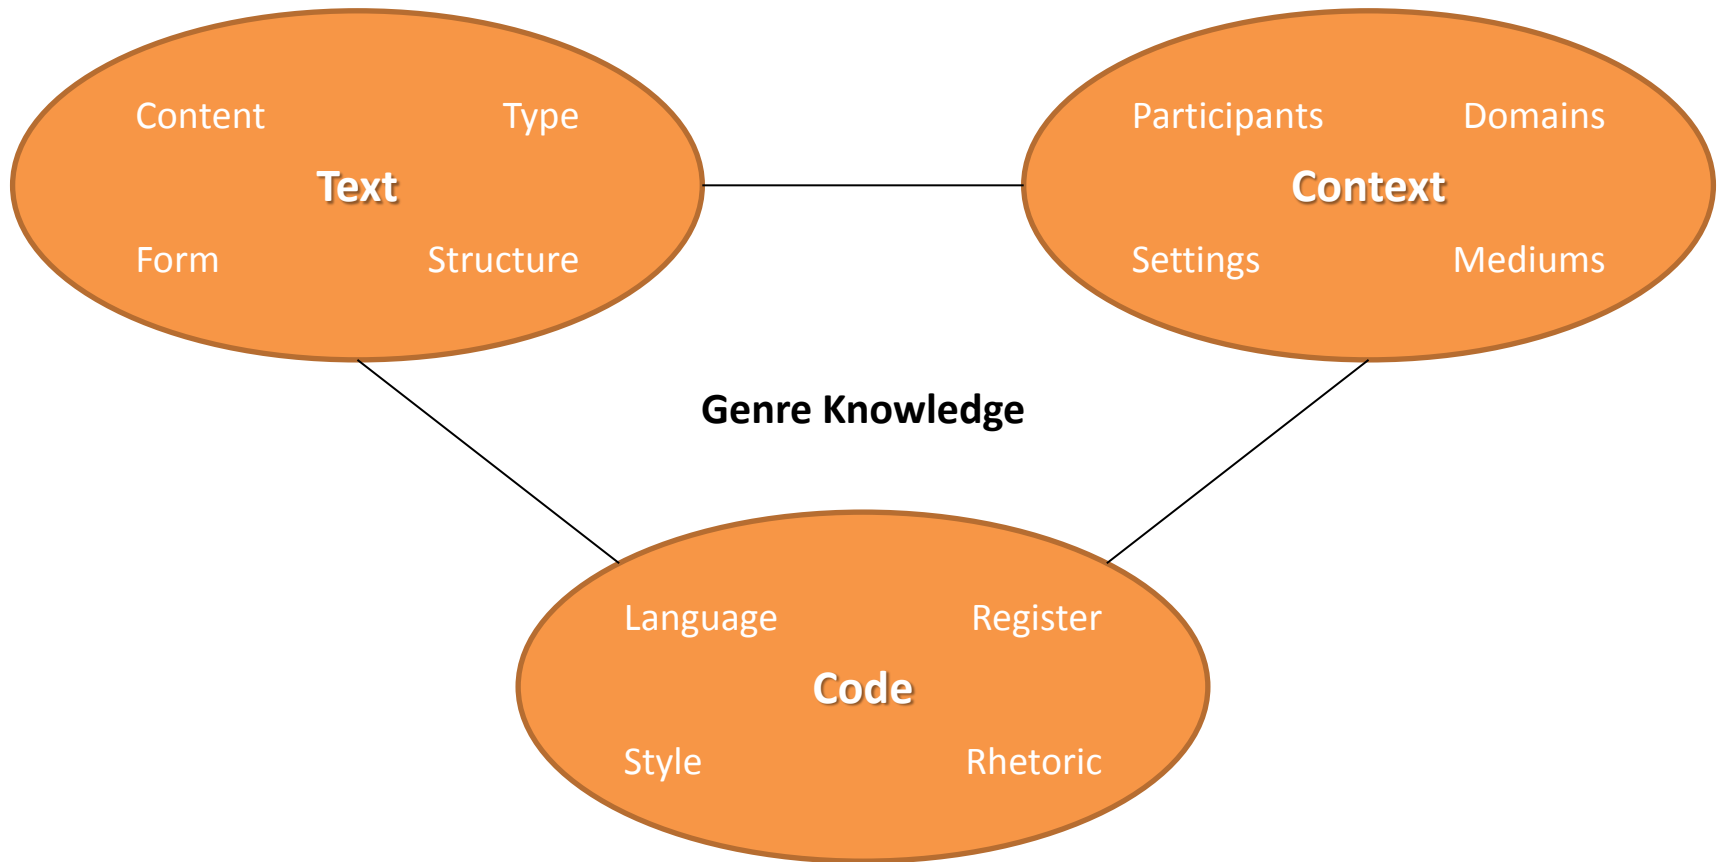 Content Type
Text
Form Structure
Participants Domains
Context
Settings Mediums
Genre Knowledge
Language Register
Code
Style Rhetoric